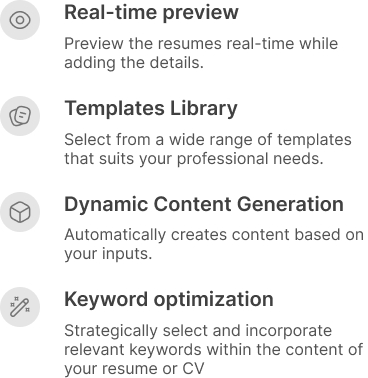 Real-time preview
Preview the resumes real-time while
adding the details.
Templates Library
Select from a wide range of templates
that suits your professional needs.
Dynamic Content Generation
Automatically creates content based on
your inputs.
Keyword optimization
Strategically select and incorporate
relevant keywords within the content of
your resume or CV